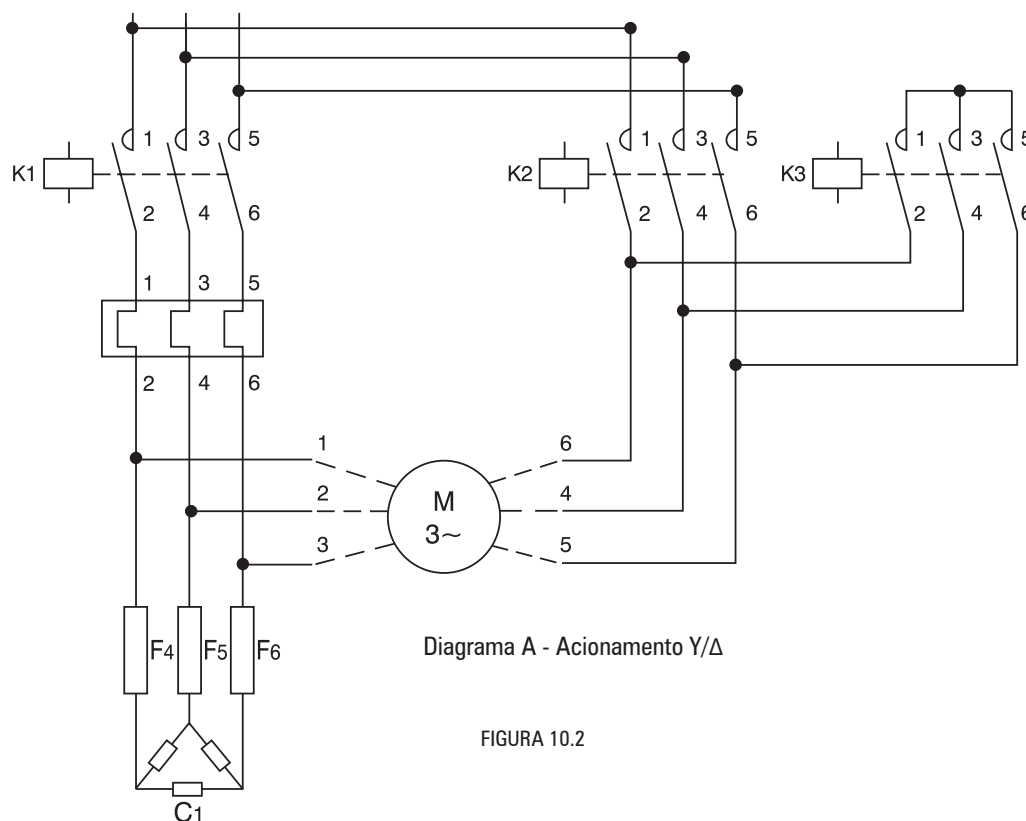 1 3 5 1 3 5 1 3 5
K1 K2 K3
2 4 6 2 4 6 2 4 6
1 3 5
2 4 6
1 6
2 M 4
3~
3 5
F4 F5 F6
Diagrama A - Acionamento Y/Δ
FIGURA 10.2
C1